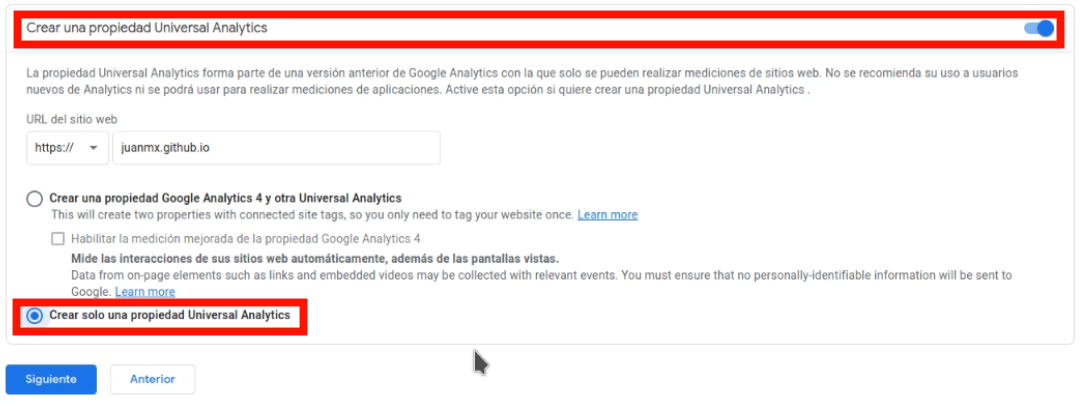 Crear una propiedad Universal Analytics
La propiedad Universal Analytics forma parte de una versión anterior de Google Analytics con la que solo se pueden realizar mediciones de sitios web. No se recomienda su uso a usuarios
nuevos de Analytics ni se podrá usar para realizar mediciones de aplicaciones. Active esta opción si quiere crear una propiedad Universal Analytics .
URL del sitio web
https:// juanmx.github.io
Crear una propiedad Google Analytics 4 y otra Universal Analytics
This will create two properties with connected site tags, so you only need to tag your website once. Learn more
Habilitar la medición mejorada de la propiedad Google Analytics 4
Mide las interacciones de sus sitios web automáticamente, además de las pantallas vistas.
Data from on-page elements such as links and embedded videos may be collected with relevant events. You must ensure that no personally-identifiable information will be sent to
Google. Learn more
Crear solo una propiedad Universal Analytics
Siguiente Anterior